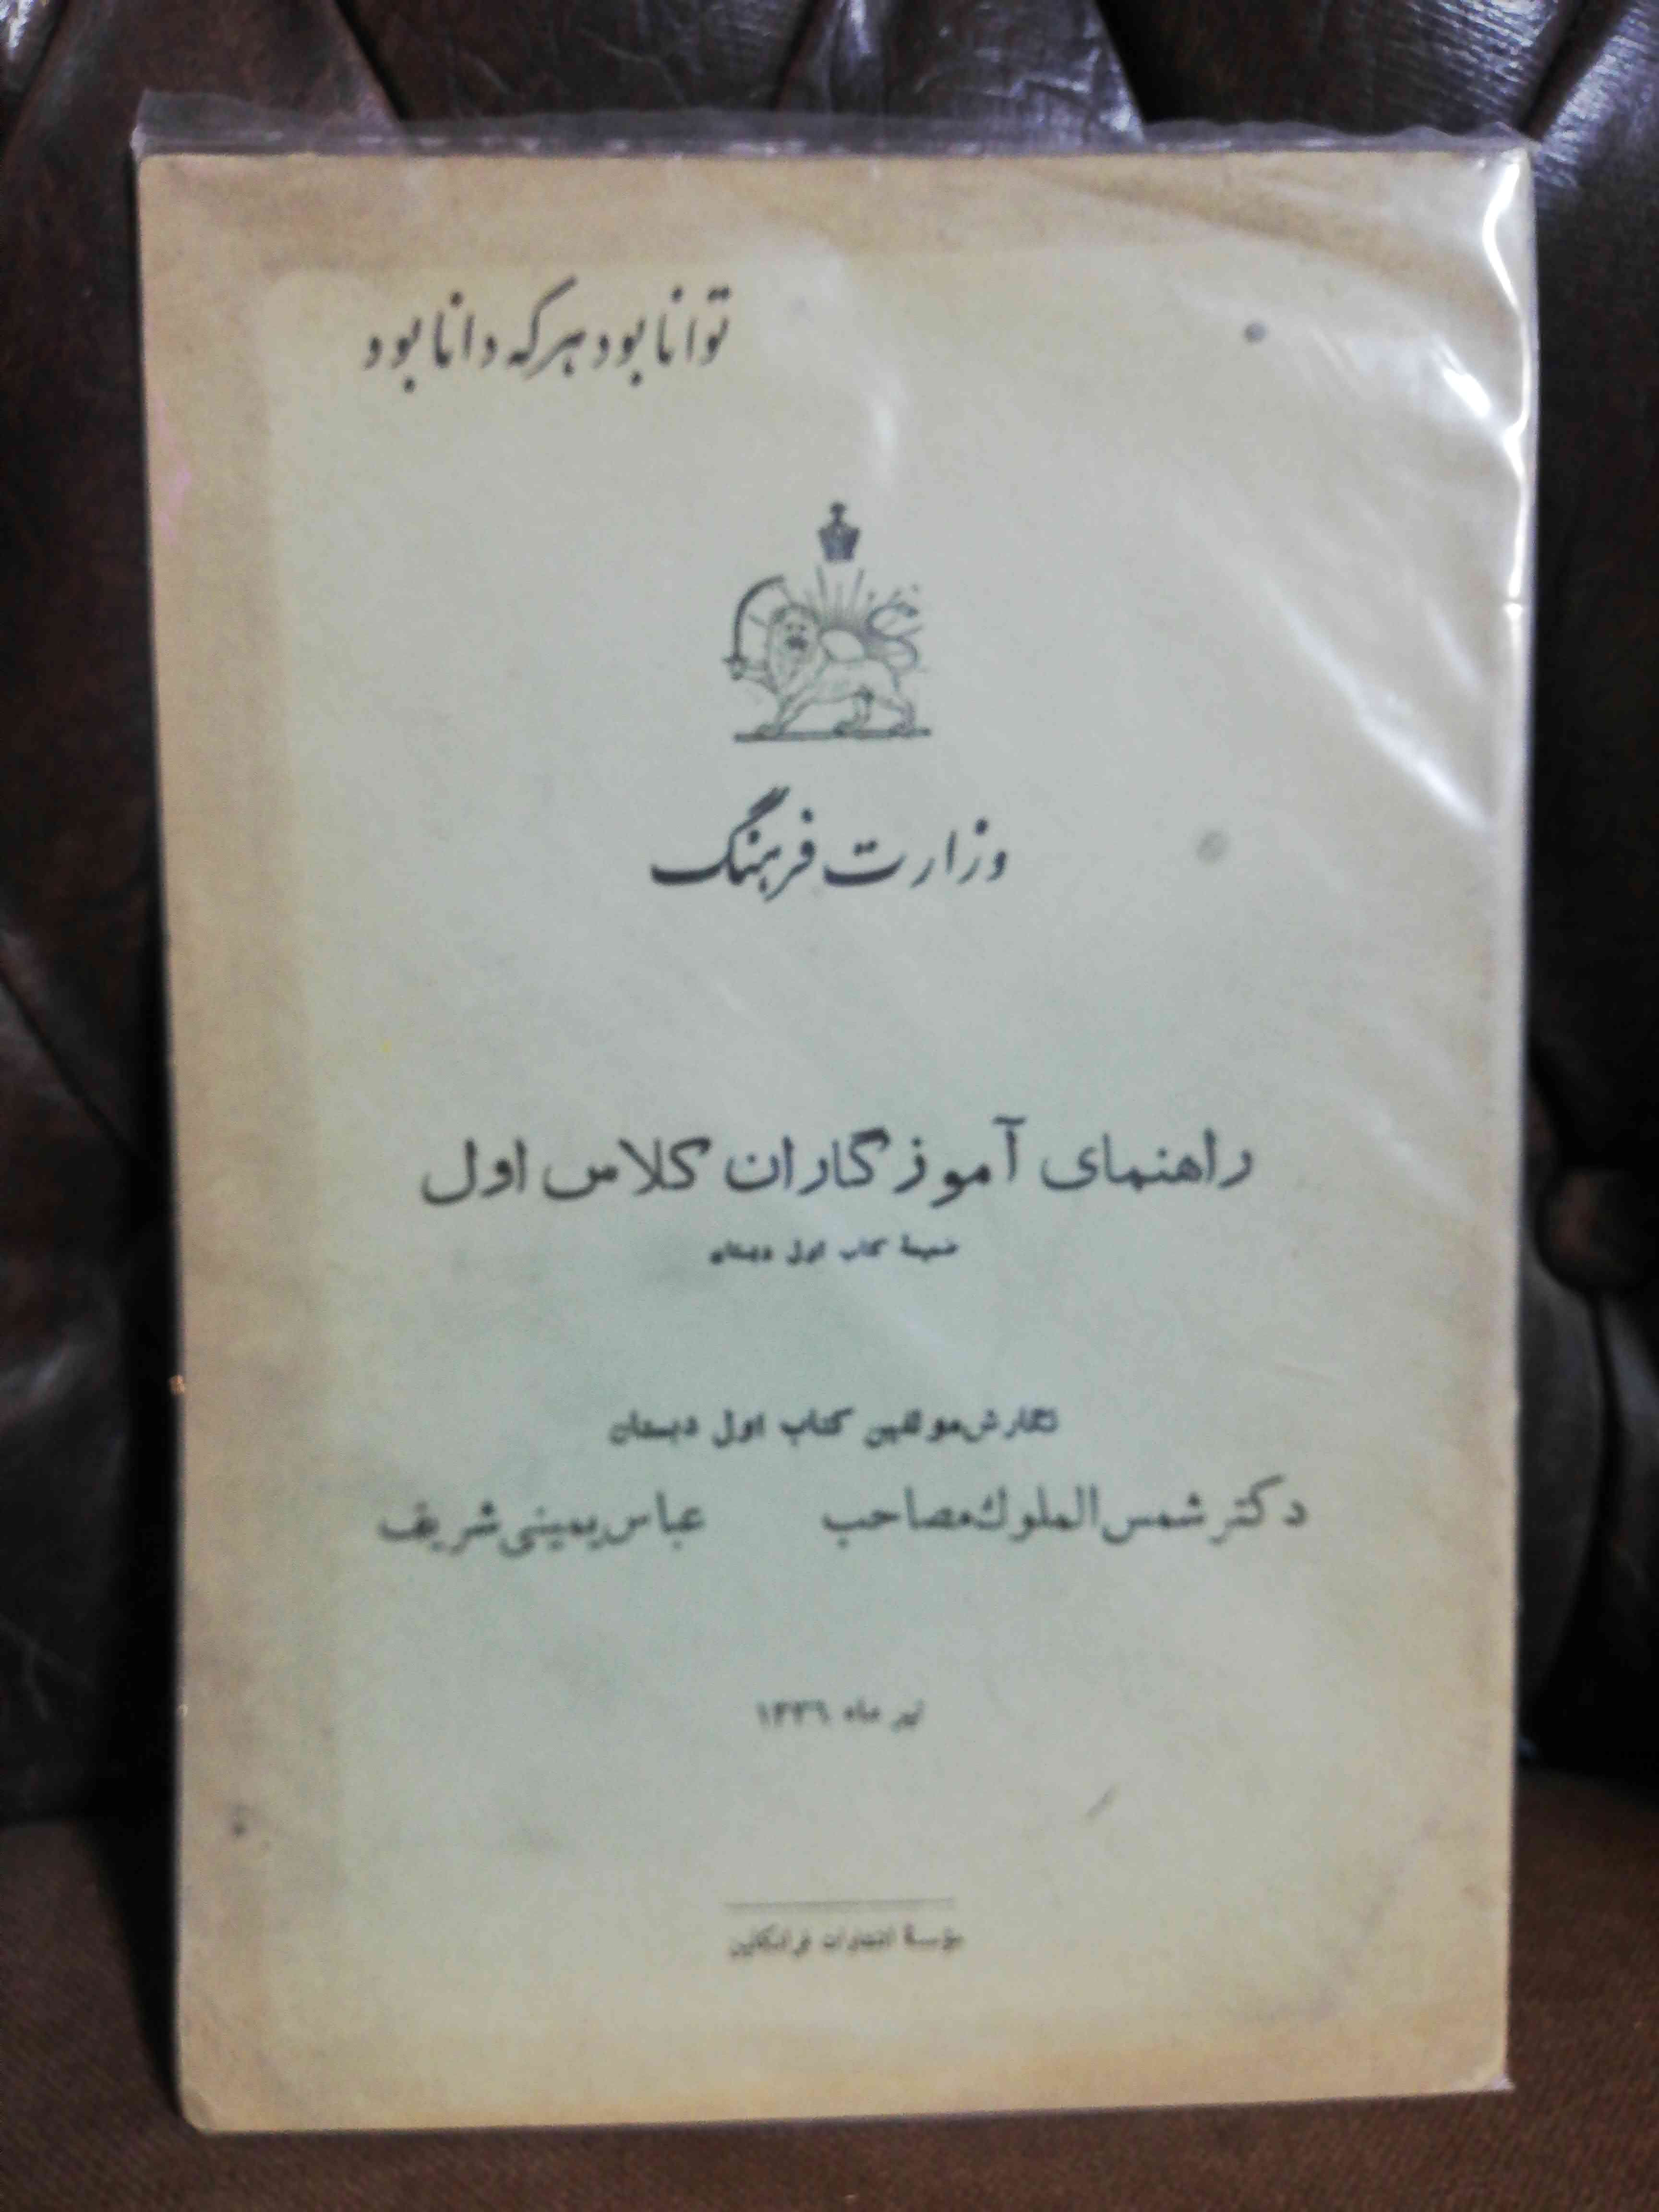 توانا بود هر که دانا بود
وزارت فرهنگ
راهنمای آموزگاران کلاس اول
ضمیمهٔ کتاب اول دبستان
نگارش مولفین کتاب اول دبستان
دکتر شمس الملوک مصاحب عباس یمینی شریف
تیر ماه ۱۳۳۶
مؤسسهٔ انتشارات فرانکلین